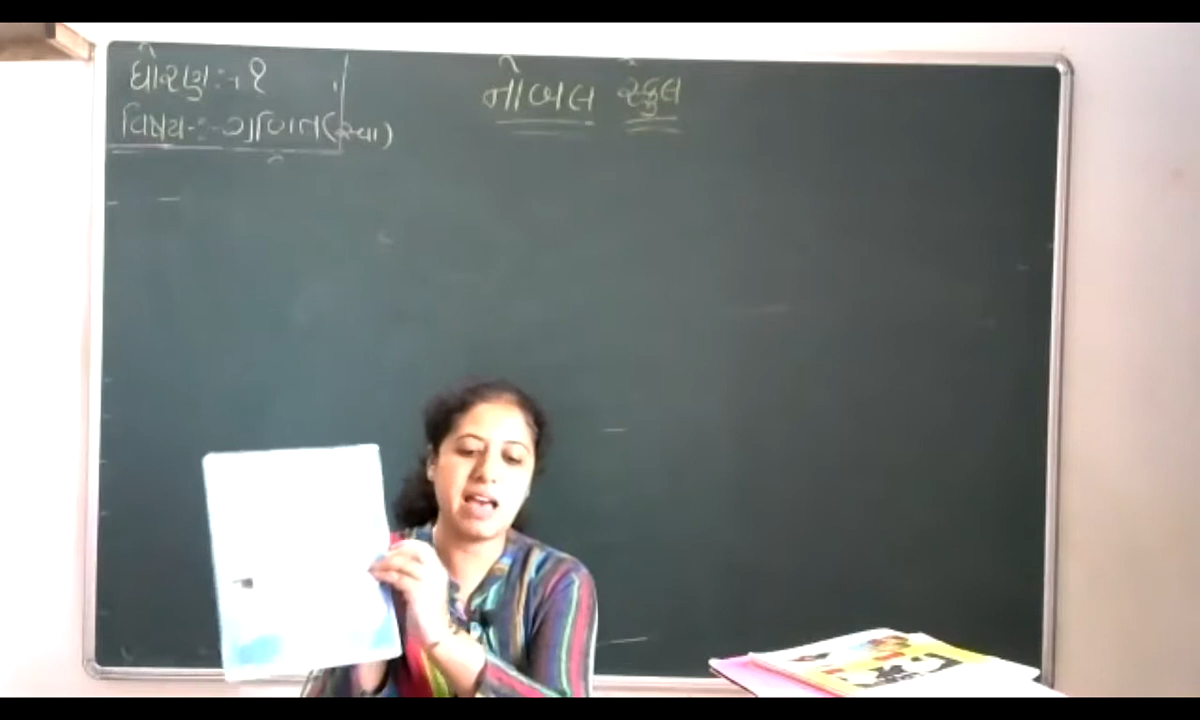 ધોરણ :- ૧
નોબલ સ્કુલ
વિષય :- ગણિત (સ્વા)